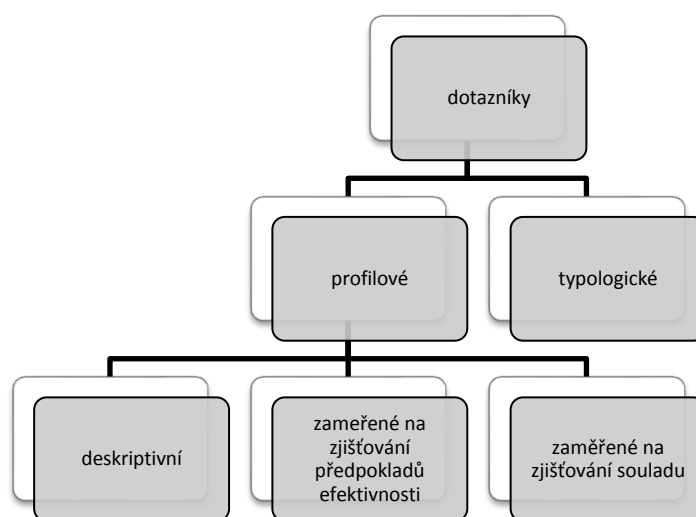 dotazníky
profilové
typologické
deskriptivní
zameřené na
zjišťování
předpokladů
efektivnosti
zaměřené na
zjišťování souladu